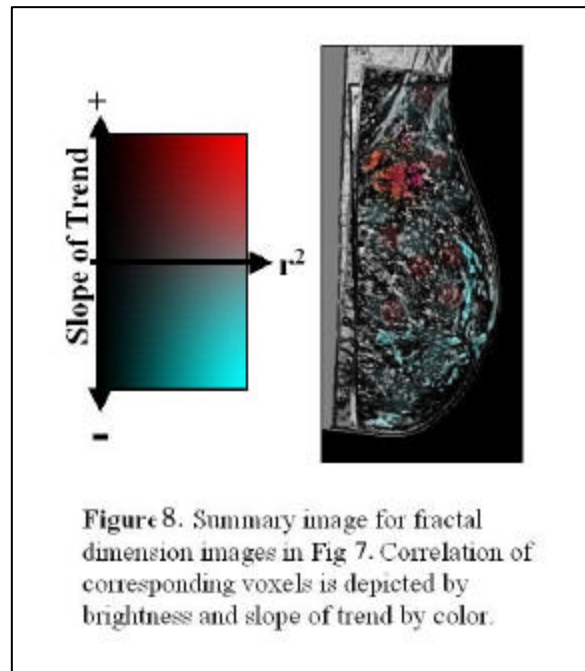 +
Slope of Trend
r²
-
Figure 8. Summary image for fractal
dimension images in Fig 7. Correlation of
corresponding voxels is depicted by
brightness and slope of trend by color.